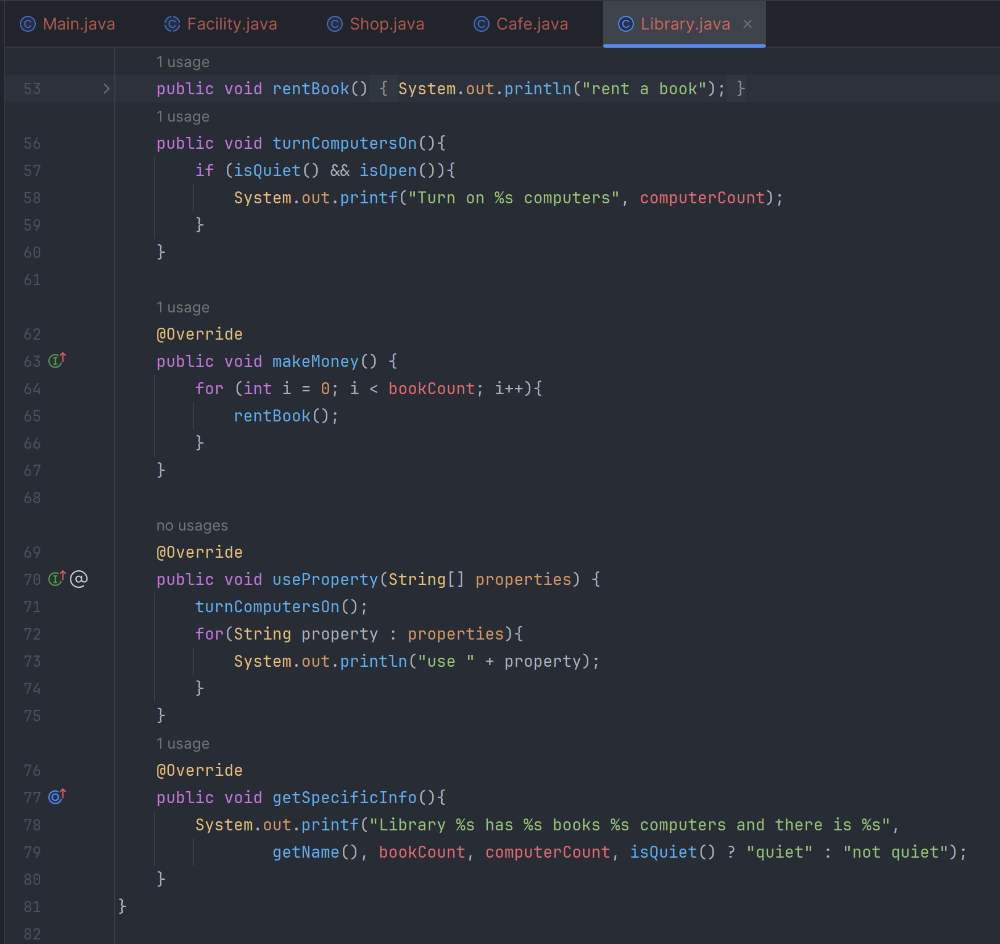 Main.java Facility.java Shop.java Cafe.java Library.java
1 usage
53 public void rentBook() { System.out.println("rent a book"); }
1 usage
56 public void turnComputersOn(){
57 if (isQuiet() && isOpen()){
58 System.out.printf("Turn on %s computers", computerCount);
59 }
60 }
61
1 usage
62 @Override
63 public void makeMoney() {
64 for (int i = 0; i < bookCount; i++){
65 rentBook();
66 }
67 }
68
no usages
69 @Override
70 public void useProperty(String[] properties) {
71 turnComputersOn();
72 for(String property : properties){
73 System.out.println("use " + property);
74 }
75 }
1 usage
76 @Override
77 public void getSpecificInfo(){
78 System.out.printf("Library %s has %s books %s computers and there is %s",
79 getName(), bookCount, computerCount, isQuiet() ? "quiet" : "not quiet");
80 }
81 }
82